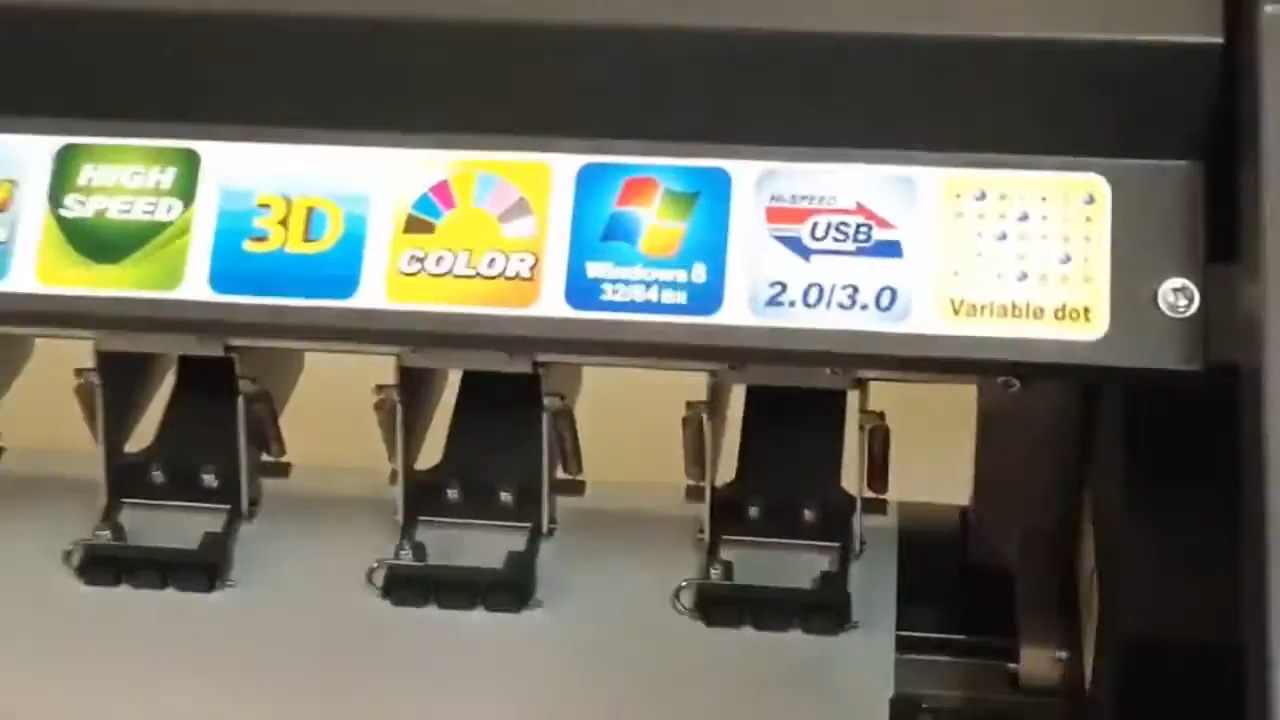 HIGH
SPEED
3D
COLOR
Windows 8
32/64 Bit
HI-SPEED
USB
2.0/3.0
Variable dot